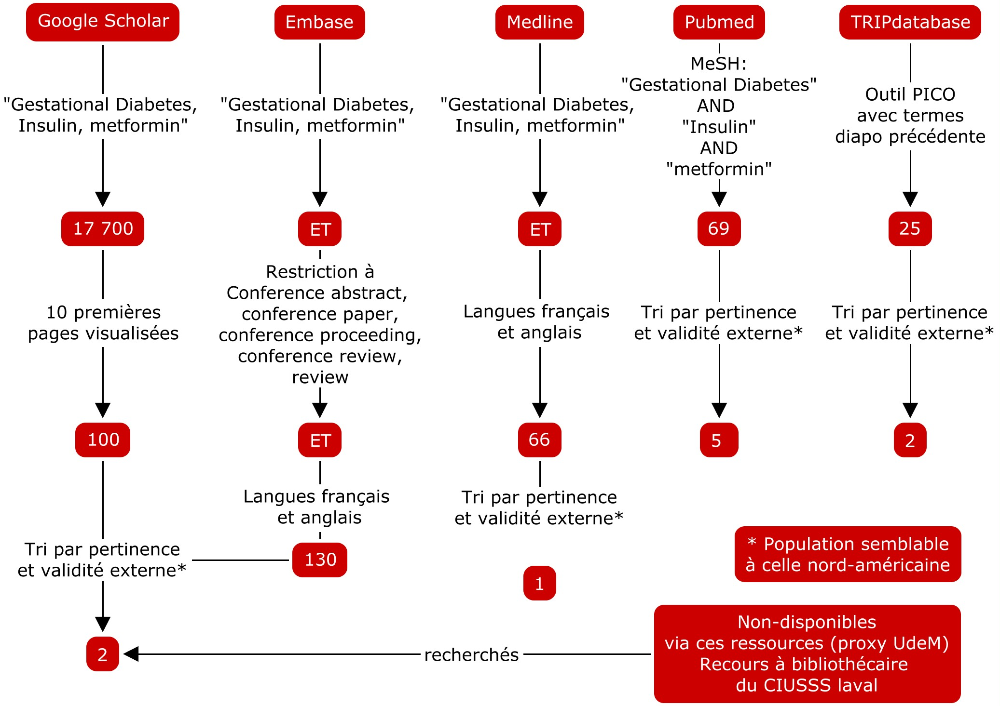 Google Scholar
"Gestational Diabetes,
Insulin, metformin"
17 700
10 premières
pages visualisées
100
Tri par pertinence
et validité externe*
2
Embase
"Gestational Diabetes,
Insulin, metformin"
ET
Restriction à
Conference abstract,
conference paper,
conference proceeding,
conference review,
review
ET
Langues français
et anglais
130
Medline
"Gestational Diabetes,
Insulin, metformin"
ET
Langues français
et anglais
66
Tri par pertinence
et validité externe*
1
Pubmed
MeSH:
"Gestational Diabetes"
AND
"Insulin"
AND
"metformin"
69
Tri par pertinence
et validité externe*
5
TRIPdatabase
Outil PICO
avec termes
diapo précédente
25
Tri par pertinence
et validité externe*
2
* Population semblable
à celle nord-américaine
Non-disponibles
via ces ressources (proxy UdeM)
Recours à bibliothécaire
du CIUSSS laval
recherchés